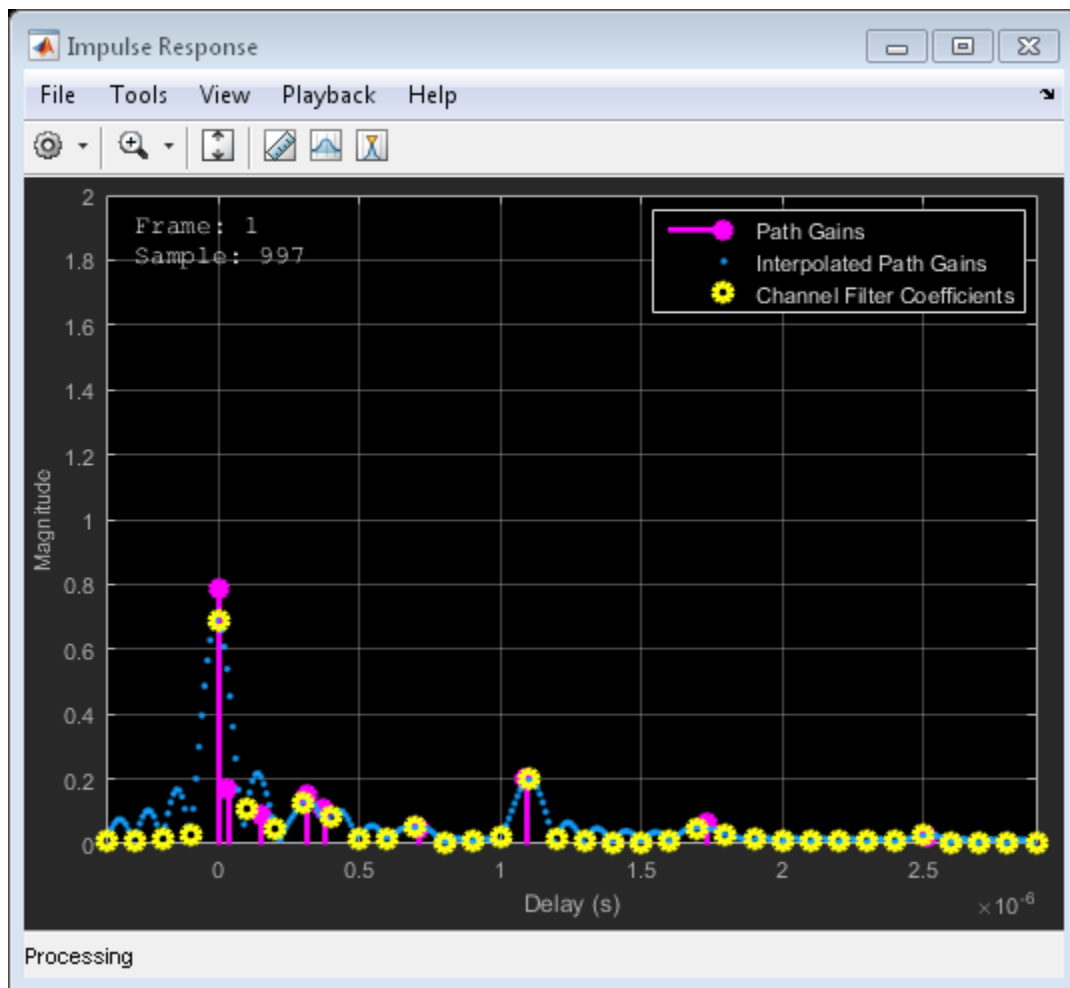 Impulse Response
File Tools View Playback Help
Frame: 1
Sample: 997
Path Gains
Interpolated Path Gains
Channel Filter Coefficients
2
1.8
1.6
1.4
1.2
1
0.8
0.6
0.4
0.2
0
Magnitude
0 0.5 1 1.5 2 2.5
Delay (s)
×10⁻⁶
Processing